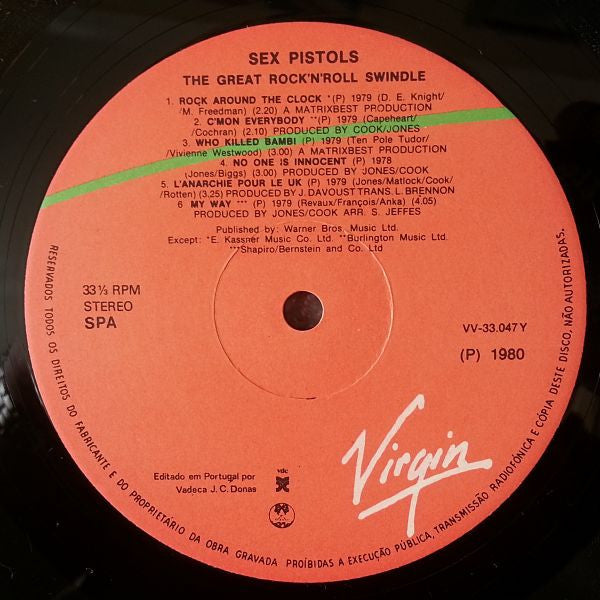 SEX PISTOLS
THE GREAT ROCK'N'ROLL SWINDLE
1. ROCK AROUND THE CLOCK *(P) 1979 (D. E. Knight/
/M. Freedman) (2.20) A MATRIXBEST PRODUCTION
2. C'MON EVERYBODY **(P) 1979 (Capeheart/
/Cochran) (2.10) PRODUCED BY COOK/JONES
3. WHO KILLED BAMBI (P) 1979 (Ten Pole Tudor/
/Vivienne Westwood) (3.00) A MATRIXBEST PRODUCTION
4. NO ONE IS INNOCENT (P) 1978
(Jones/Biggs) (3.00) PRODUCED BY JONES/COOK
5. L'ANARCHIE POUR LE UK (P) 1979 (Jones/Matlock/Cook/
/Rotten) (3.25) PRODUCED BY J. DAVOUST TRANS. L. BRENNON
6 MY WAY *** (P) 1979 (Revaux/François/Anka) (4.05)
PRODUCED BY JONES/COOK ARR. S. JEFFES
Published by: Warner Bros. Music Ltd.
Except: *E. Kassner Music Co. Ltd. **Burlington Music Ltd.
***Shapiro/Bernstein and Co. Ltd
33⅓ RPM
STEREO
SPA
VV-33.047 Y
(P) 1980
Virgin
Editado em Portugal por
Vadeca J. C. Donas
vdc
RESERVADOS TODOS OS DIREITOS DO FABRICANTE E DO PROPRIETÁRIO DA OBRA GRAVADA PROÍBIDAS A EXECUÇÃO PÚBLICA, TRANSMISSÃO RADIOFÓNICA E CÓPIA DESTE DISCO, NÃO AUTORIZADAS.